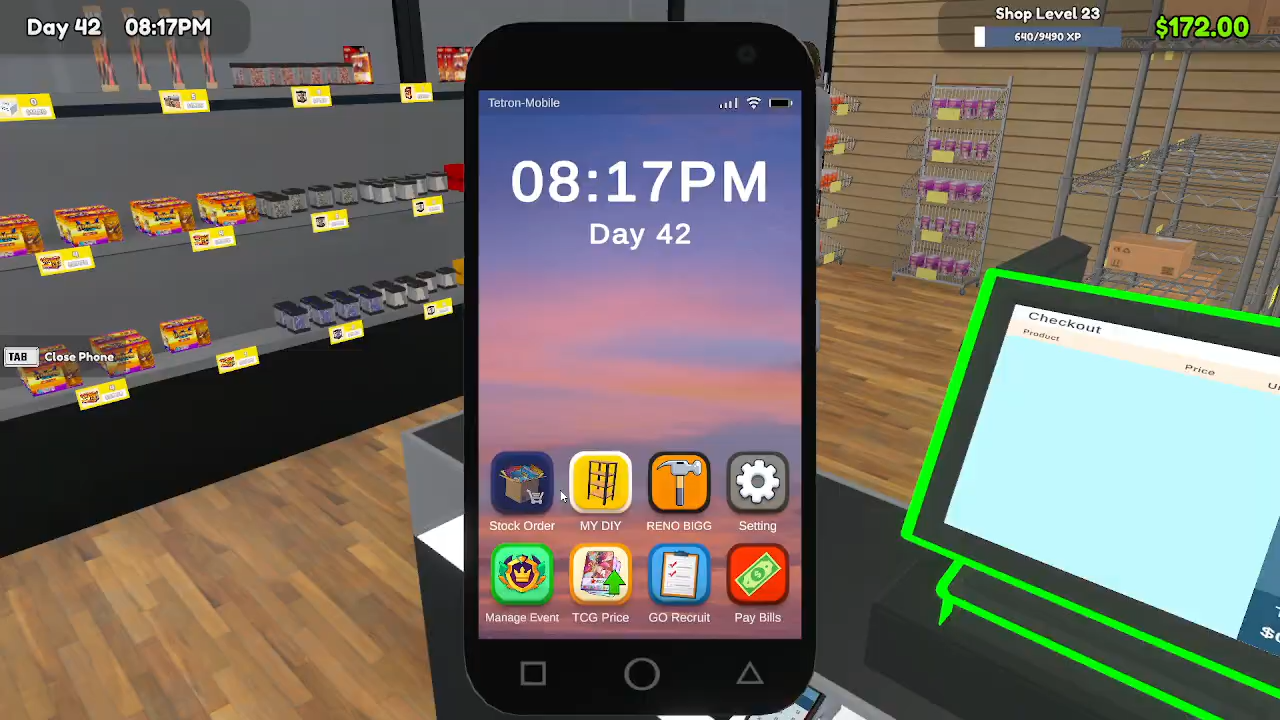 Day 42 08:17PM
Shop Level 23
640/9490 XP
$172.00
Tetron-Mobile
08:17PM
Day 42
TAB Close Phone
Stock Order
MY DIY
RENO BIGG
Setting
Manage Event
TCG Price
GO Recruit
Pay Bills
Checkout
Product
Price